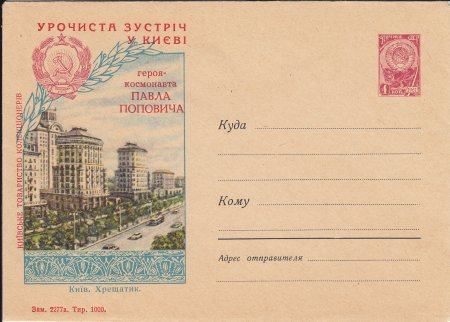 УРОЧИСТА ЗУСТРІЧ
У КИЄВІ
героя-
космонавта
ПАВЛА
ПОПОВИЧА
КИЇВСЬКЕ ТОВАРИСТВО КОЛЕКЦІОНЕРІВ
Київ. Хрещатик.
Зам. 2277а. Тир. 1000.
4
Куда
Кому
Адрес отправителя